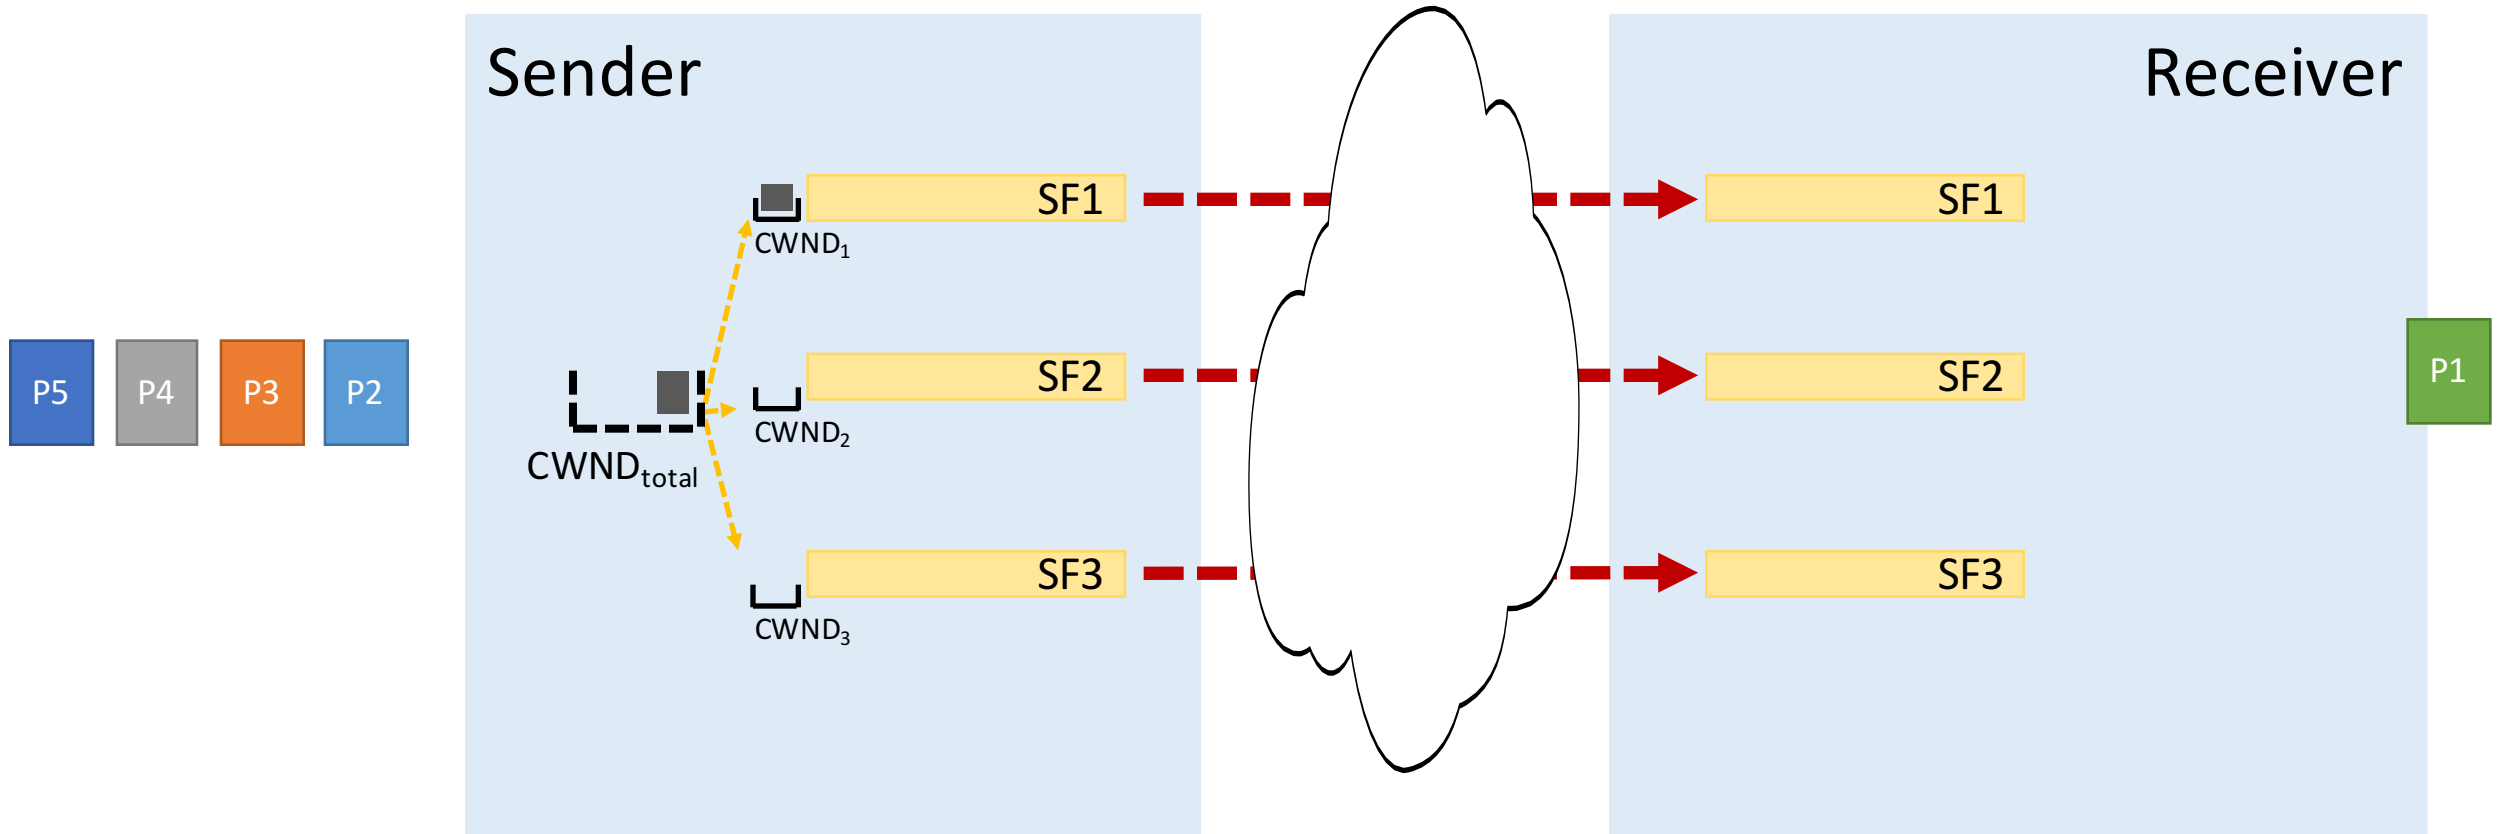 Sender
Receiver
SF1
SF1
CWND1
P5
P4
P3
P2
SF2
SF2
P1
CWND2
CWNDtotal
SF3
SF3
CWND3